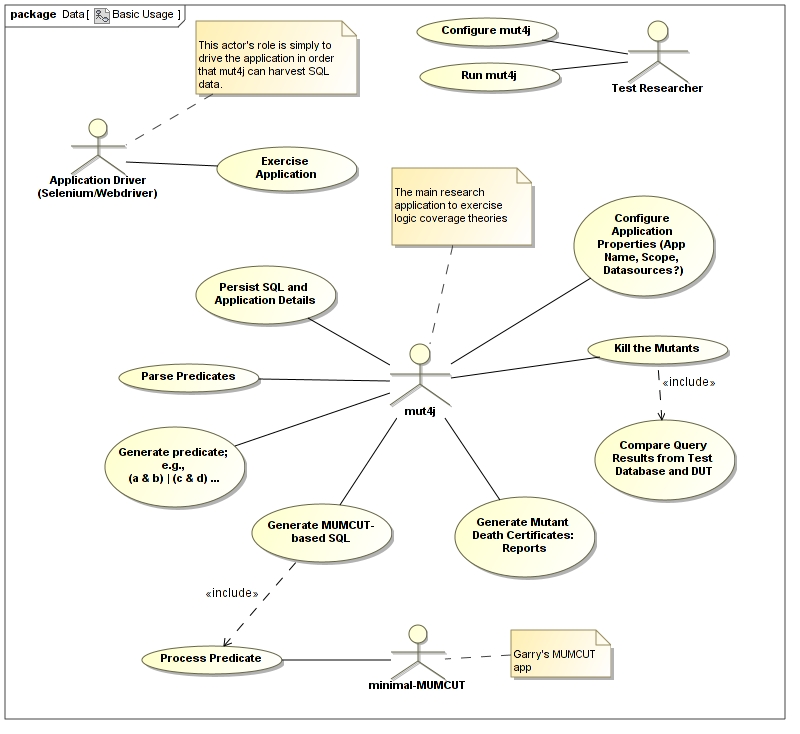 package Data[ Basic Usage ]
This actor's role is simply to
drive the application in order
that mut4j can harvest SQL
data.
Configure mut4j
Run mut4j
Test Researcher
Application Driver
(Selenium/Webdriver)
Exercise
Application
The main research
application to exercise
logic coverage theories
Configure
Application
Properties (App
Name, Scope,
Datasources?)
Persist SQL and
Application Details
Kill the Mutants
Parse Predicates
«include»
mut4j
Generate predicate;
e.g.,
(a & b) | (c & d) ...
Compare Query
Results from Test
Database and DUT
Generate MUMCUT-
based SQL
Generate Mutant
Death Certificates:
Reports
«include»
Process Predicate
minimal-MUMCUT
Garry's MUMCUT
app